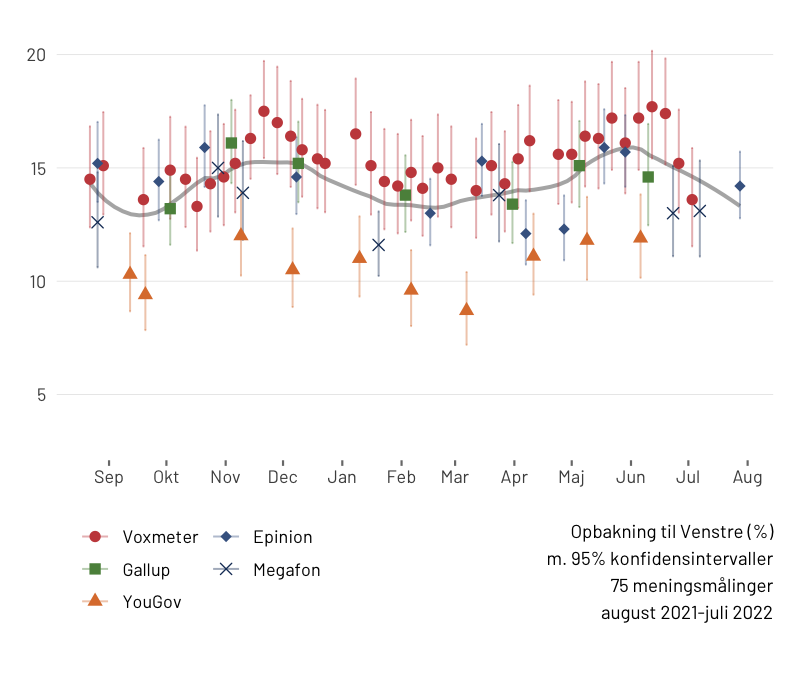 20
15
10
5
Sep Okt Nov Dec Jan Feb Mar Apr Maj Jun Jul Aug
Voxmeter Epinion
Gallup Megafon
YouGov
Opbakning til Venstre (%)
m. 95% konfidensintervaller
75 meningsmålinger
august 2021-juli 2022